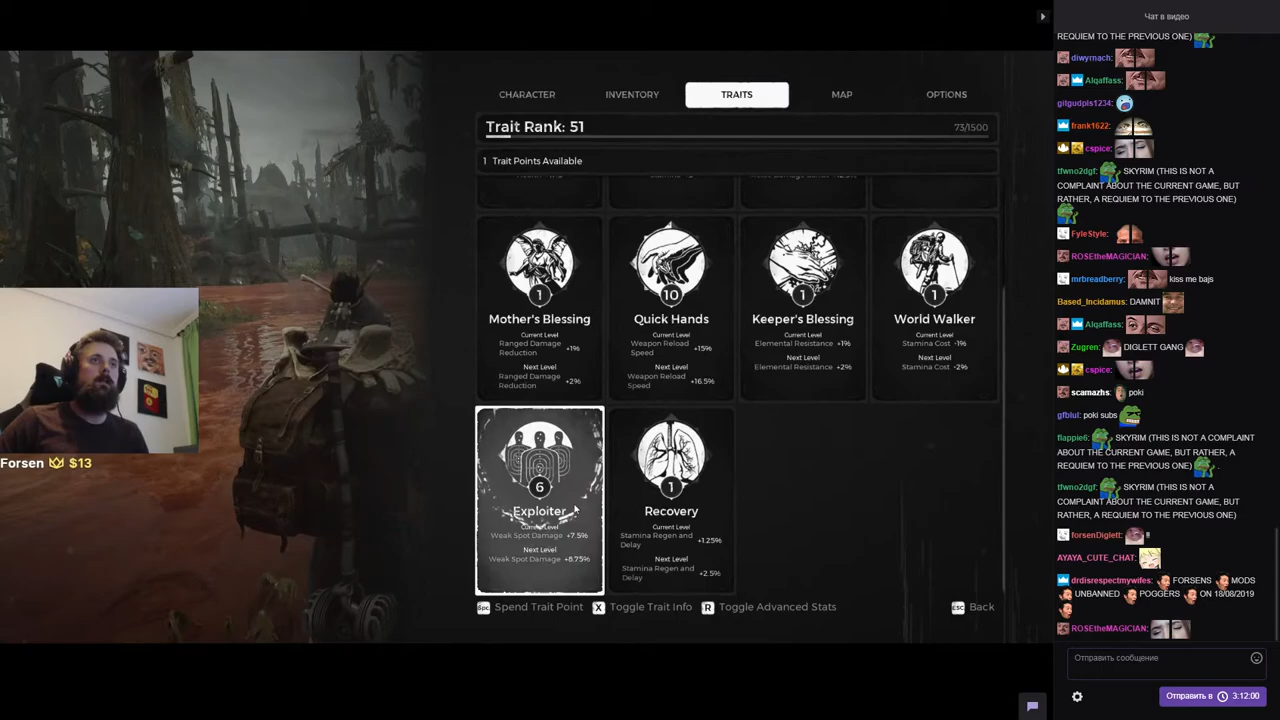 Чат в видео
REQUIEM TO THE PREVIOUS ONE)
diwyrnach:
Alqaffass:
gitgudpls1234:
frank1622:
cspice:
tfwno2dgf: SKYRIM (THIS IS NOT A
COMPLAINT ABOUT THE CURRENT GAME, BUT
RATHER, A REQUIEM TO THE PREVIOUS ONE)
FyleStyle:
ROSEtheMAGICIAN:
mrbreadberry: kiss me bajs
Based_Incidamus: DAMNIT
Alqaffass:
Zugren: DIGLETT GANG
cspice:
scamazhs: poki
gfblul: poki subs
flappie6: SKYRIM (THIS IS NOT A COMPLAINT
ABOUT THE CURRENT GAME, BUT RATHER, A
REQUIEM TO THE PREVIOUS ONE) .
tfwno2dgf: SKYRIM (THIS IS NOT A
COMPLAINT ABOUT THE CURRENT GAME, BUT
RATHER, A REQUIEM TO THE PREVIOUS ONE)
forsenDiglett: !!
AYAYA_CUTE_CHAT:
drdisrespectmywifes: FORSENS MODS
UNBANNED POGGERS ON 18/08/2019
ROSEtheMAGICIAN:
Отправить сообщение
Отправить в 3:12:00
CHARACTER
INVENTORY
TRAITS
MAP
OPTIONS
Trait Rank: 51
73/1500
1 Trait Points Available
1
Mother's Blessing
Current Level
Ranged Damage
Reduction +1%
Next Level
Ranged Damage
Reduction +2%
10
Quick Hands
Current Level
Weapon Reload
Speed +15%
Next Level
Weapon Reload
Speed +16.5%
1
Keeper's Blessing
Current Level
Elemental Resistance +1%
Next Level
Elemental Resistance +2%
1
World Walker
Current Level
Stamina Cost -1%
Next Level
Stamina Cost -2%
6
Exploiter
Current Level
Weak Spot Damage +7.5%
Next Level
Weak Spot Damage +8.75%
1
Recovery
Current Level
Stamina Regen and
Delay +1.25%
Next Level
Stamina Regen and
Delay +2.5%
Spc Spend Trait Point
X Toggle Trait Info
R Toggle Advanced Stats
ESC Back
Forsen $13